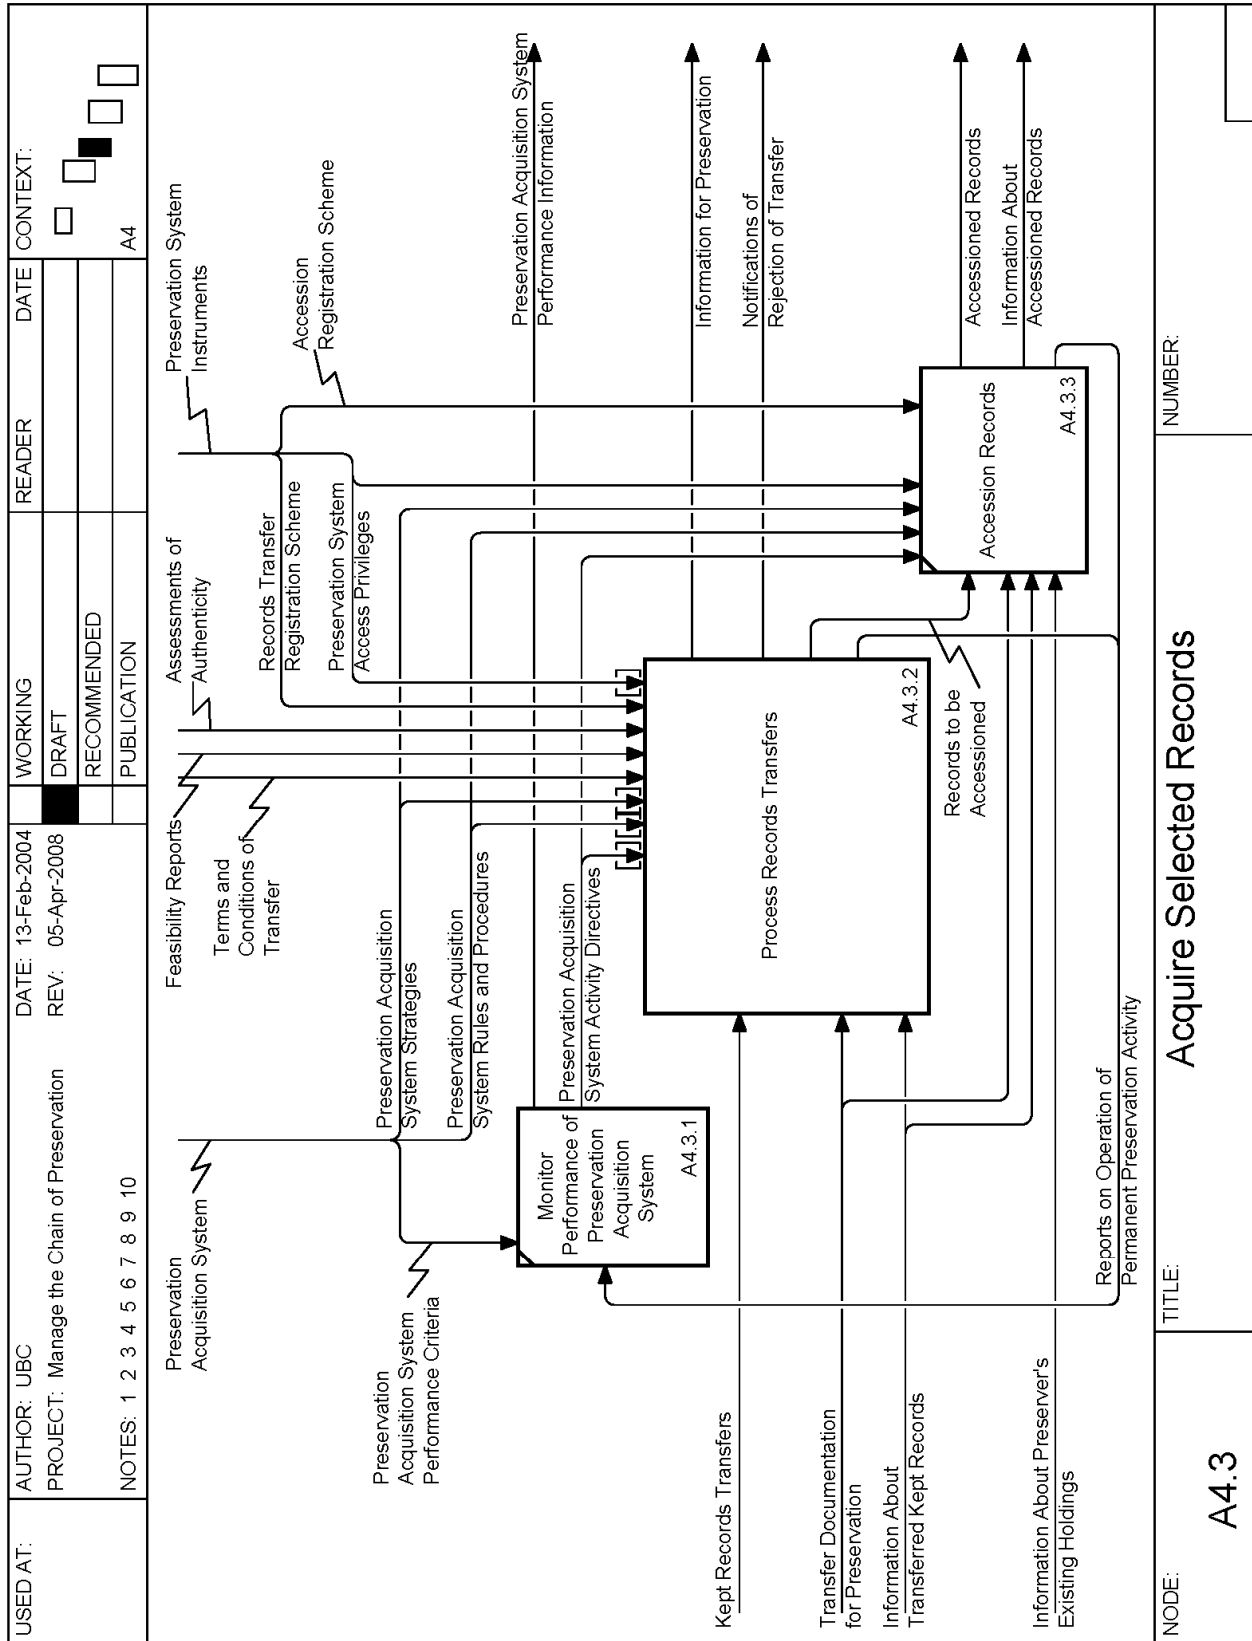 USED AT:
AUTHOR: UBC
PROJECT: Manage the Chain of Preservation
NOTES: 1 2 3 4 5 6 7 8 9 10
DATE: 13-Feb-2004
REV: 05-Apr-2008
WORKING
DRAFT
RECOMMENDED
PUBLICATION
READER
DATE
CONTEXT:
A4
Preservation
Acquisition System
Feasibility Reports
Terms and
Conditions of
Transfer
Assessments of
Authenticity
Preservation System
Instruments
Records Transfer
Registration Scheme
Accession
Registration Scheme
Preservation System
Access Privileges
Preservation
Acquisition System
Performance Criteria
Preservation Acquisition
System Strategies
Preservation Acquisition
System Rules and Procedures
Preservation Acquisition System
Performance Information
Monitor
Performance of
Preservation
Acquisition
System
A4.3.1
Preservation Acquisition
System Activity Directives
Information for Preservation
Notifications of
Rejection of Transfer
Kept Records Transfers
Process Records Transfers
A4.3.2
Transfer Documentation
for Preservation
Information About
Transferred Kept Records
Records to be
Accessioned
Accession Records
A4.3.3
Accessioned Records
Information About
Accessioned Records
Information About Preserver's
Existing Holdings
Reports on Operation of
Permanent Preservation Activity
NODE:
A4.3
TITLE:
Acquire Selected Records
NUMBER: